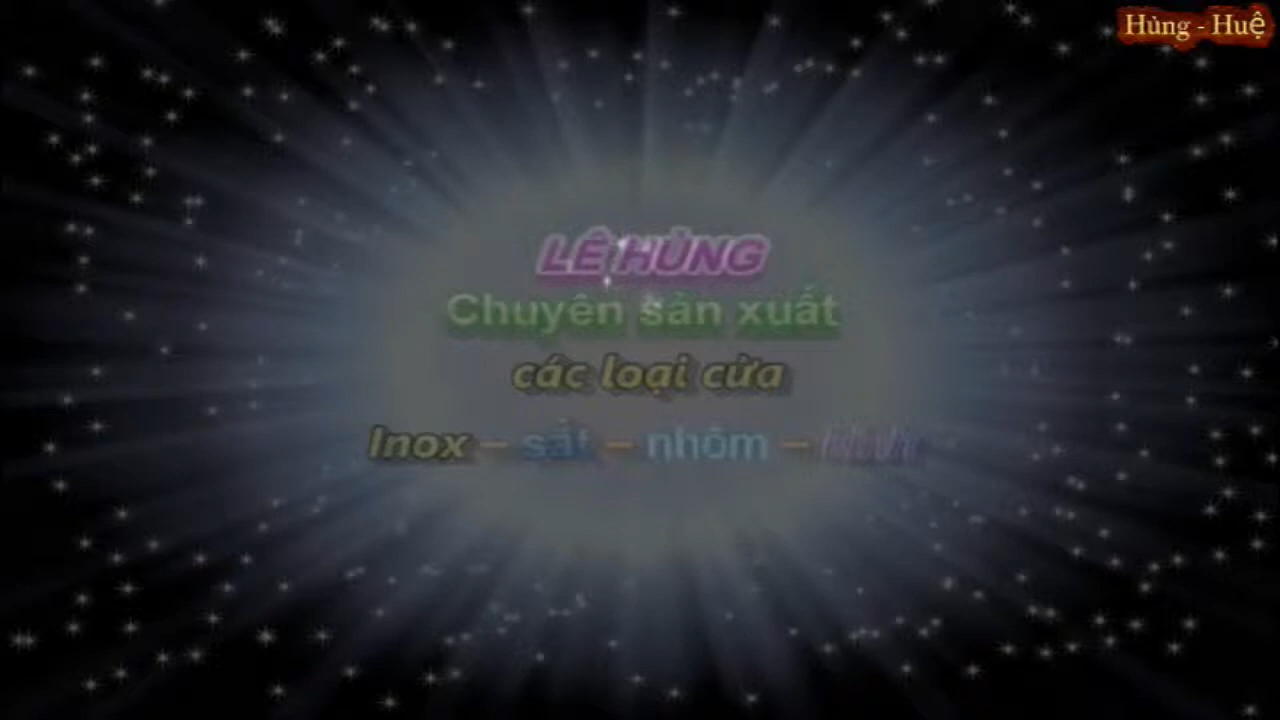 Hùng - Huệ
LÊ HÙNG
Chuyên sản xuất
các loại cửa
Inox – sắt – nhôm –